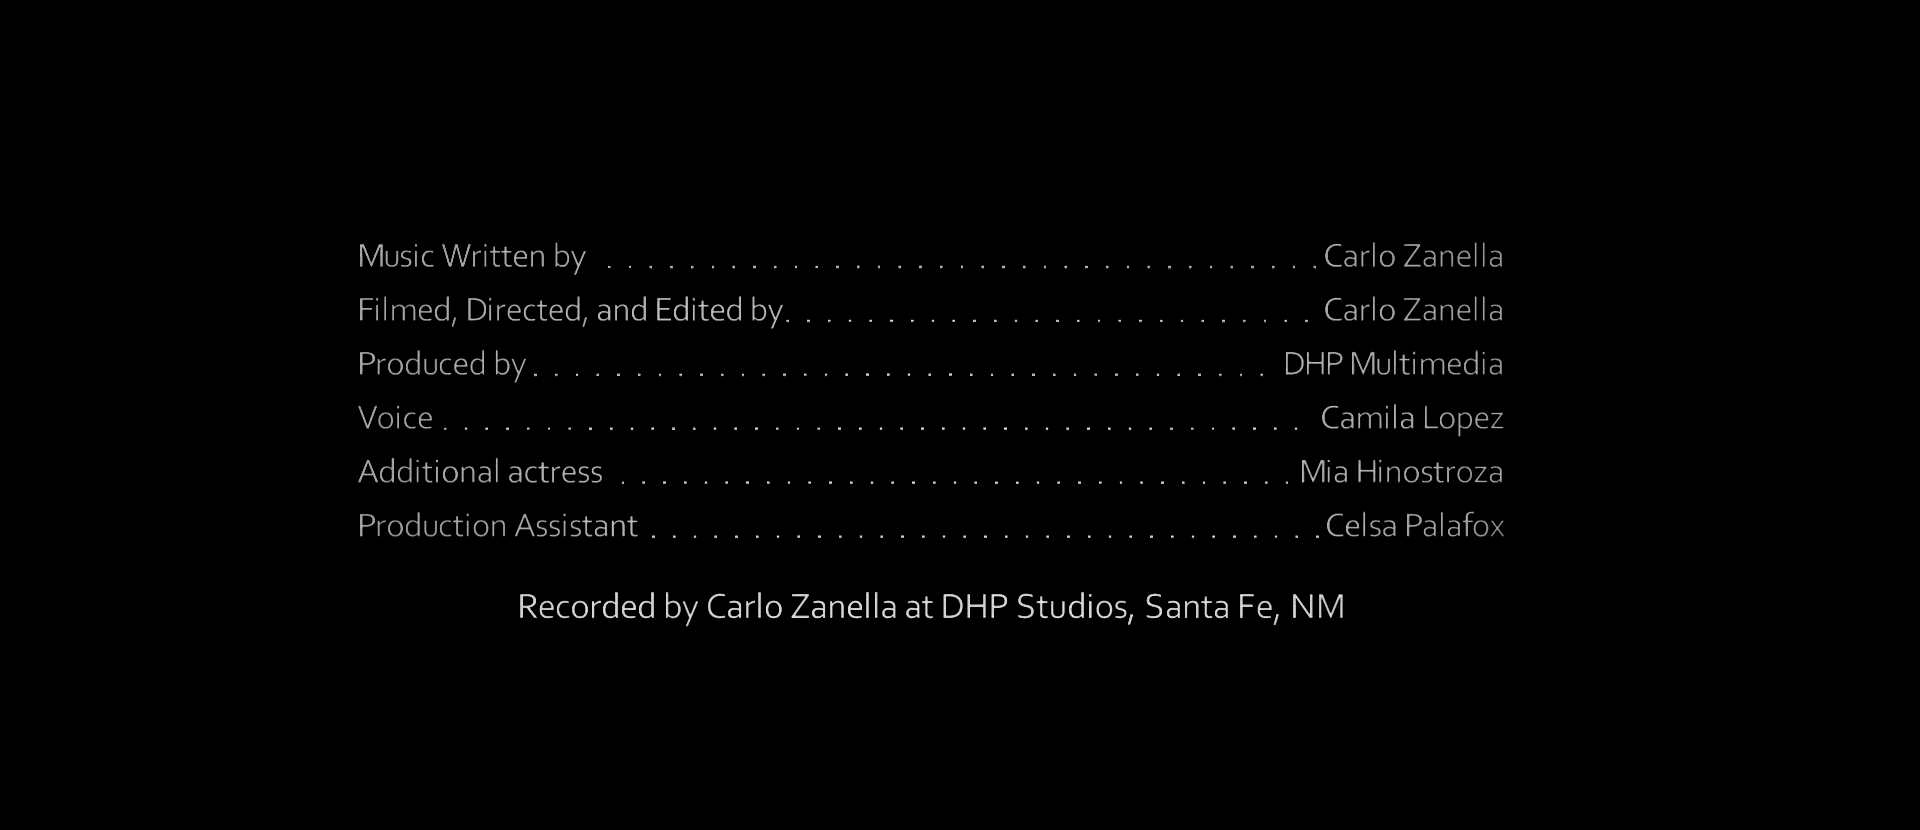 Music Written by . . . . . . . . . . . . . . . . . . . . . . . . . . . . . . . . . . . Carlo Zanella
Filmed, Directed, and Edited by. . . . . . . . . . . . . . . . . . . . . . . . . . Carlo Zanella
Produced by . . . . . . . . . . . . . . . . . . . . . . . . . . . . . . . . . . . . DHP Multimedia
Voice . . . . . . . . . . . . . . . . . . . . . . . . . . . . . . . . . . . . . . . . . . Camila Lopez
Additional actress . . . . . . . . . . . . . . . . . . . . . . . . . . . . . . . . . Mia Hinostroza
Production Assistant . . . . . . . . . . . . . . . . . . . . . . . . . . . . . . . . . Celsa Palafox
Recorded by Carlo Zanella at DHP Studios, Santa Fe, NM